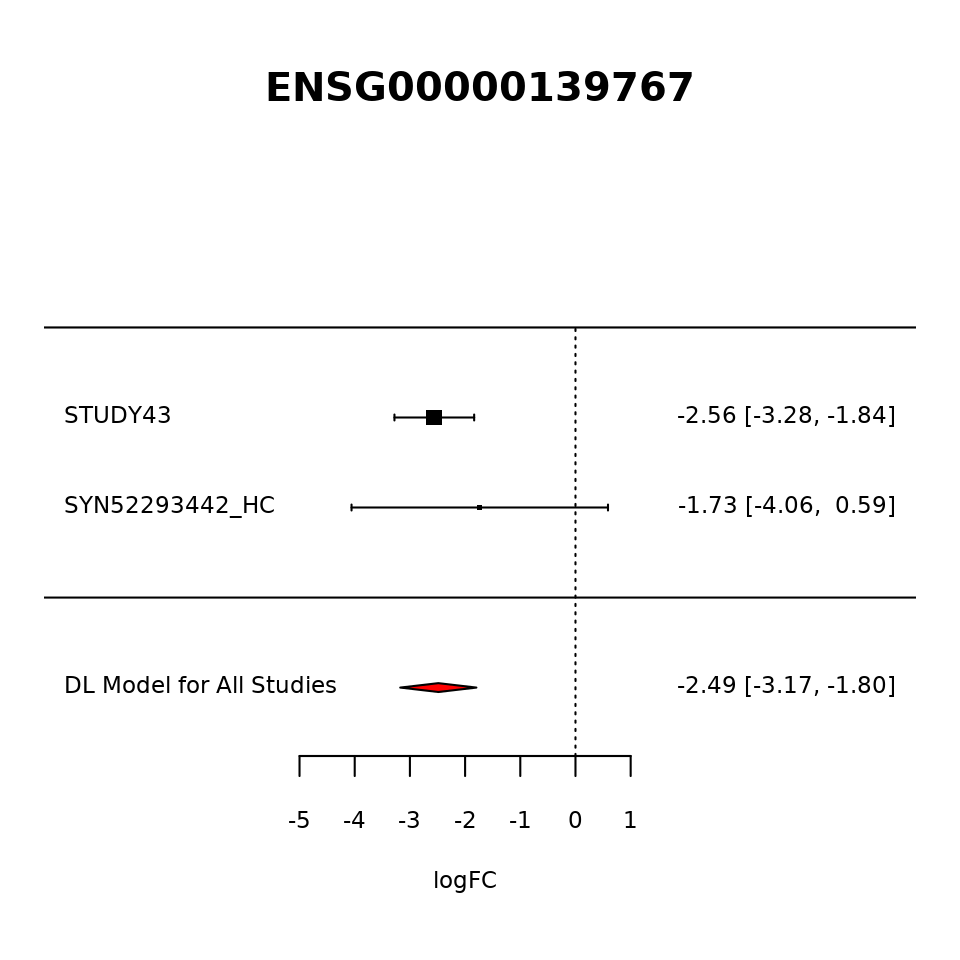 ENSG00000139767
STUDY43 -2.56 [-3.28, -1.84]
SYN52293442_HC -1.73 [-4.06,  0.59]
DL Model for All Studies -2.49 [-3.17, -1.80]
-5 -4 -3 -2 -1 0 1
logFC